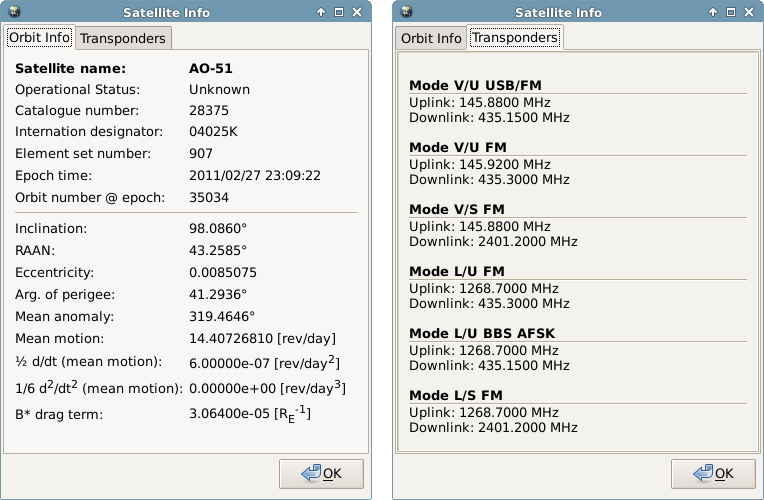 Satellite Info
Orbit Info Transponders
Satellite name: AO-51
Operational Status: Unknown
Catalogue number: 28375
Internation designator: 04025K
Element set number: 907
Epoch time: 2011/02/27 23:09:22
Orbit number @ epoch: 35034
Inclination: 98.0860°
RAAN: 43.2585°
Eccentricity: 0.0085075
Arg. of perigee: 41.2936°
Mean anomaly: 319.4646°
Mean motion: 14.40726810 [rev/day]
½ d/dt (mean motion): 6.00000e-07 [rev/day²]
1/6 d²/dt² (mean motion): 0.00000e+00 [rev/day³]
B* drag term: 3.06400e-05 [R_E⁻¹]
OK
Satellite Info
Orbit Info Transponders
Mode V/U USB/FM
Uplink: 145.8800 MHz
Downlink: 435.1500 MHz
Mode V/U FM
Uplink: 145.9200 MHz
Downlink: 435.3000 MHz
Mode V/S FM
Uplink: 145.8800 MHz
Downlink: 2401.2000 MHz
Mode L/U FM
Uplink: 1268.7000 MHz
Downlink: 435.3000 MHz
Mode L/U BBS AFSK
Uplink: 1268.7000 MHz
Downlink: 435.1500 MHz
Mode L/S FM
Uplink: 1268.7000 MHz
Downlink: 2401.2000 MHz
OK